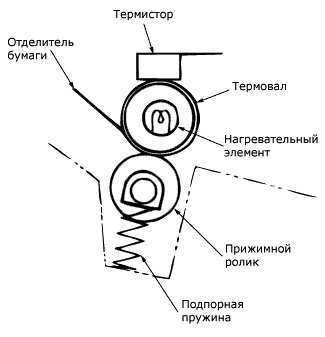 Термистор
Отделитель
бумаги
Термовал
Нагревательный
элемент
Прижимной
ролик
Подпорная
пружина